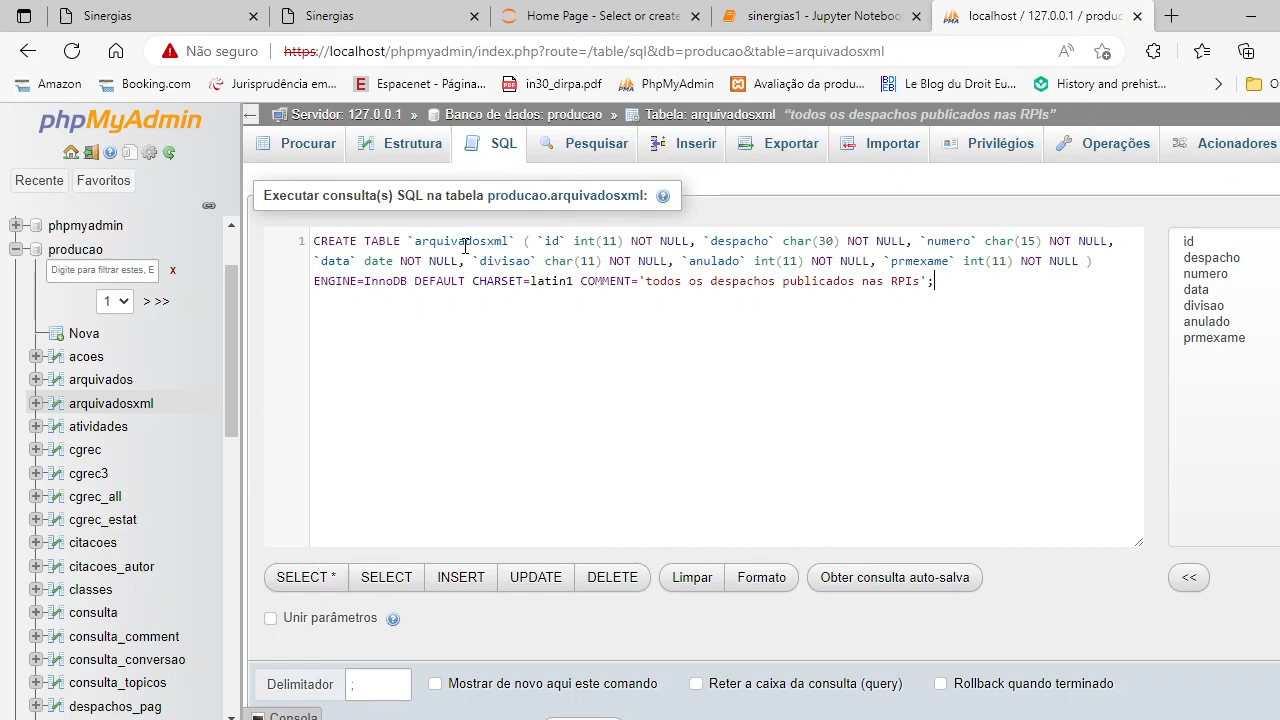 Sinergias
Sinergias
Home Page - Select or create
sinergias1 - Jupyter Noteboo
localhost / 127.0.0.1 / produc
Não seguro
https://localhost/phpmyadmin/index.php?route=/table/sql&db=producao&table=arquivadosxml
Amazon
Booking.com
Jurisprudência em...
Espacenet - Página...
in30_dirpa.pdf
PhpMyAdmin
Avaliação da produ...
Le Blog du Droit Eu...
History and prehist...
O
phpMyAdmin
Recente
Favoritos
phpmyadmin
producao
Digite para filtrar estes, E
x
1
> >>
Nova
acoes
arquivados
arquivadosxml
atividades
cgrec
cgrec3
cgrec_all
cgrec_estat
citacoes
citacoes_autor
classes
consulta
consulta_comment
consulta_conversao
consulta_topicos
despachos_pag
Servidor: 127.0.0.1 » Banco de dados: producao » Tabela: arquivadosxml "todos os despachos publicados nas RPIs"
Procurar
Estrutura
SQL
Pesquisar
Inserir
Exportar
Importar
Privilégios
Operações
Acionadores
Executar consulta(s) SQL na tabela producao.arquivadosxml:
1 CREATE TABLE `arquivadosxml` ( `id` int(11) NOT NULL, `despacho` char(30) NOT NULL, `numero` char(15) NOT NULL,
`data` date NOT NULL, `divisao` char(11) NOT NULL, `anulado` int(11) NOT NULL, `prmexame` int(11) NOT NULL )
ENGINE=InnoDB DEFAULT CHARSET=latin1 COMMENT='todos os despachos publicados nas RPIs';
id
despacho
numero
data
divisao
anulado
prmexame
SELECT *
SELECT
INSERT
UPDATE
DELETE
Limpar
Formato
Obter consulta auto-salva
<<
Unir parâmetros
Delimitador
;
Mostrar de novo aqui este comando
Reter a caixa da consulta (query)
Rollback quando terminado
Consola